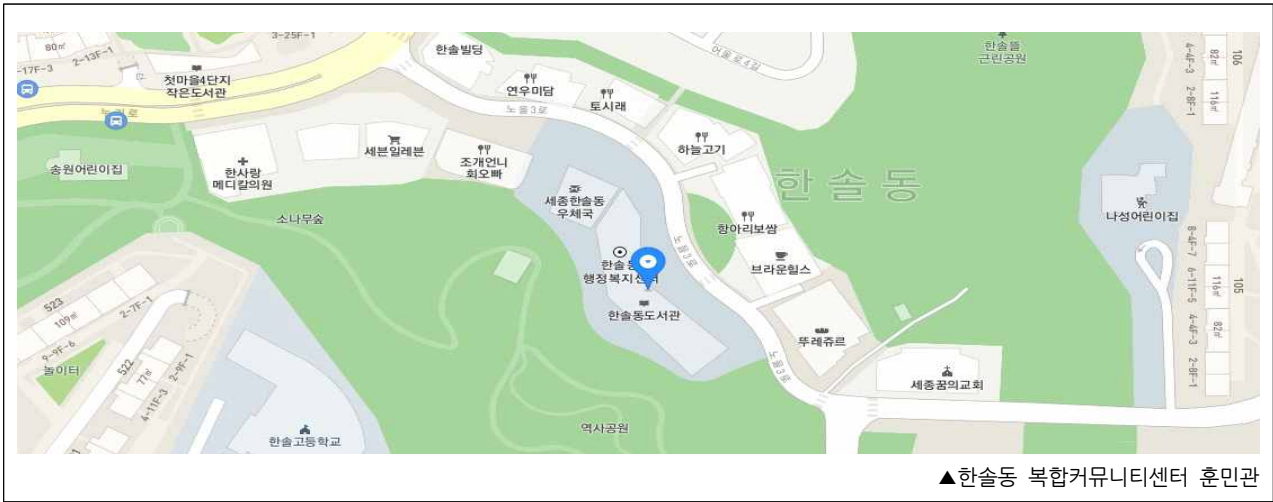 80㎡
2-13F-1
-17F-3
3-25F-1
첫마을4단지
작은도서관
한솔빌딩
연우미담
토시래
노을3로
어울로4길
한솔뜰
근린공원
4-4F-3
2-8F-1
82㎡
116㎡
106
송원어린이집
한사랑
메디칼의원
세븐일레븐
조개언니
회오빠
하늘고기
한솔동
세종한솔동
우체국
소나무숲
항아리보쌈
나성어린이집
노을3로
한솔동
행정복지센터
브라운힐스
한솔동도서관
8-4F-7
6-11F-5
4-4F-3
2-8F-1
116㎡
82㎡
105
523
109㎡
2-7F-1
9-9F-6
놀이터
522
77㎡
2-9F-1
4-11F-3
뚜레쥬르
노을3로
세종꿈의교회
한솔고등학교
역사공원
▲한솔동 복합커뮤니티센터 훈민관